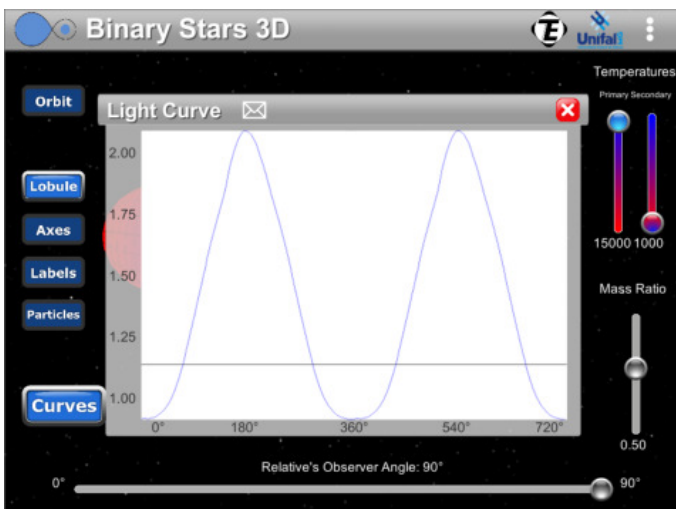 Binary Stars 3D
TE
Unifal
Temperatures
Primary Secondary
Orbit
Light Curve
Lobule
Axes
Labels
Particles
Curves
2.00
1.75
1.50
1.25
1.00
0° 180° 360° 540° 720°
15000 1000
Mass Ratio
0.50
Relative's Observer Angle: 90°
0° 90°